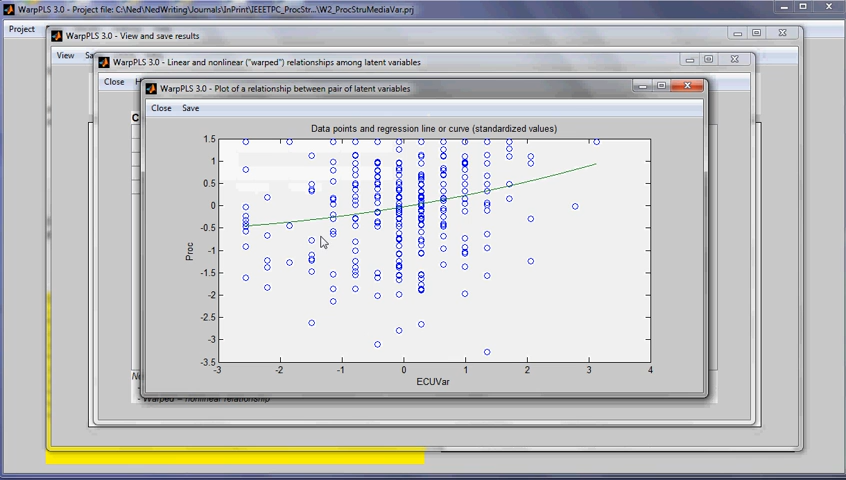 WarpPLS 3.0 - Project file: C:\Ned\NedWriting\Journals\InPrint\IEEETPC_ProcStr...\W2_ProcStruMediaVar.prj
Project
WarpPLS 3.0 - View and save results
View Sa
WarpPLS 3.0 - Linear and nonlinear ("warped") relationships among latent variables
Close H
WarpPLS 3.0 - Plot of a relationship between pair of latent variables
Close Save
Data points and regression line or curve (standardized values)
1.5
1
0.5
0
-0.5
-1
-1.5
-2
-2.5
-3
-3.5
Proc
-3 -2 -1 0 1 2 3 4
ECUVar
- Warped = nonlinear relationship